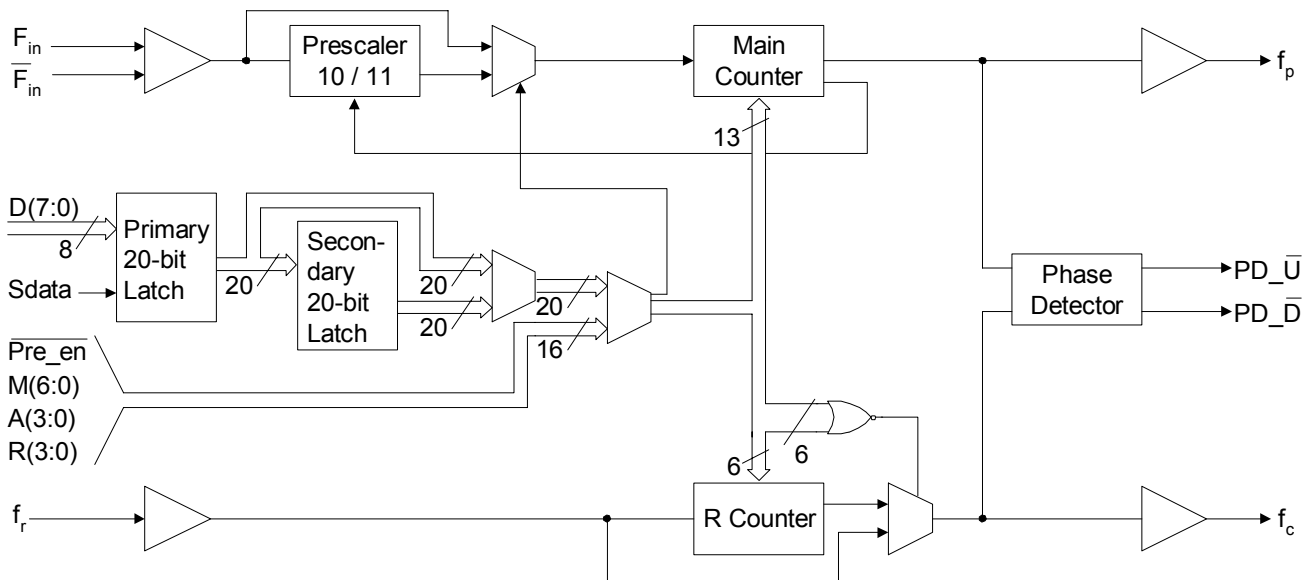 F_in
F̅_in
Prescaler
10 / 11
Main
Counter
f_p
13
D(7:0)
8
Sdata
Primary
20-bit
Latch
20
Secon-
dary
20-bit
Latch
20
20
20
16
Phase
Detector
PD_U̅
PD_D̅
P̅r̅e̅_̅e̅n̅
M(6:0)
A(3:0)
R(3:0)
6
6
f_r
R Counter
f_c